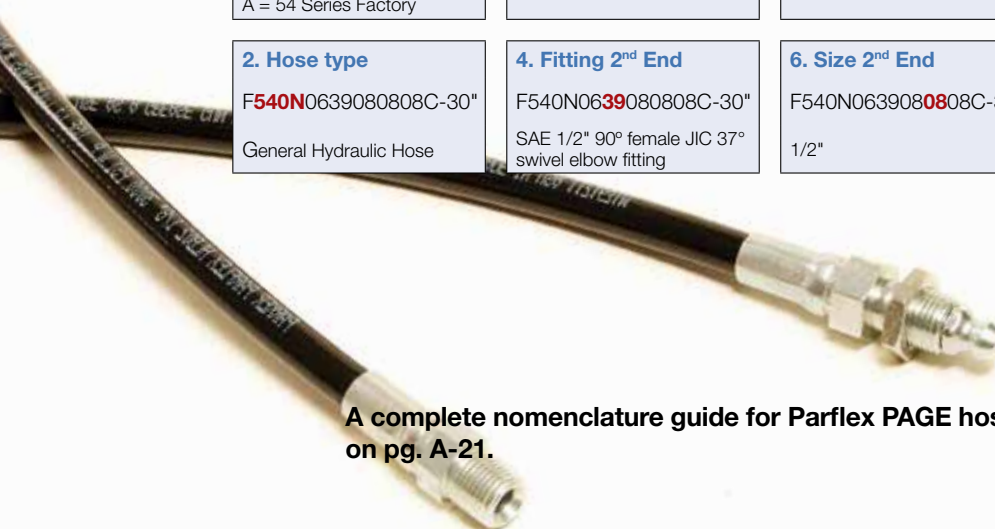 A = 54 Series Factory
2. Hose type
F540N0639080808C-30"
General Hydraulic Hose
4. Fitting 2nd End
F540N0639080808C-30"
SAE 1/2" 90º female JIC 37°
swivel elbow fitting
6. Size 2nd End
F540N0639080808C-
1/2"
A complete nomenclature guide for Parflex PAGE hos
on pg. A-21.